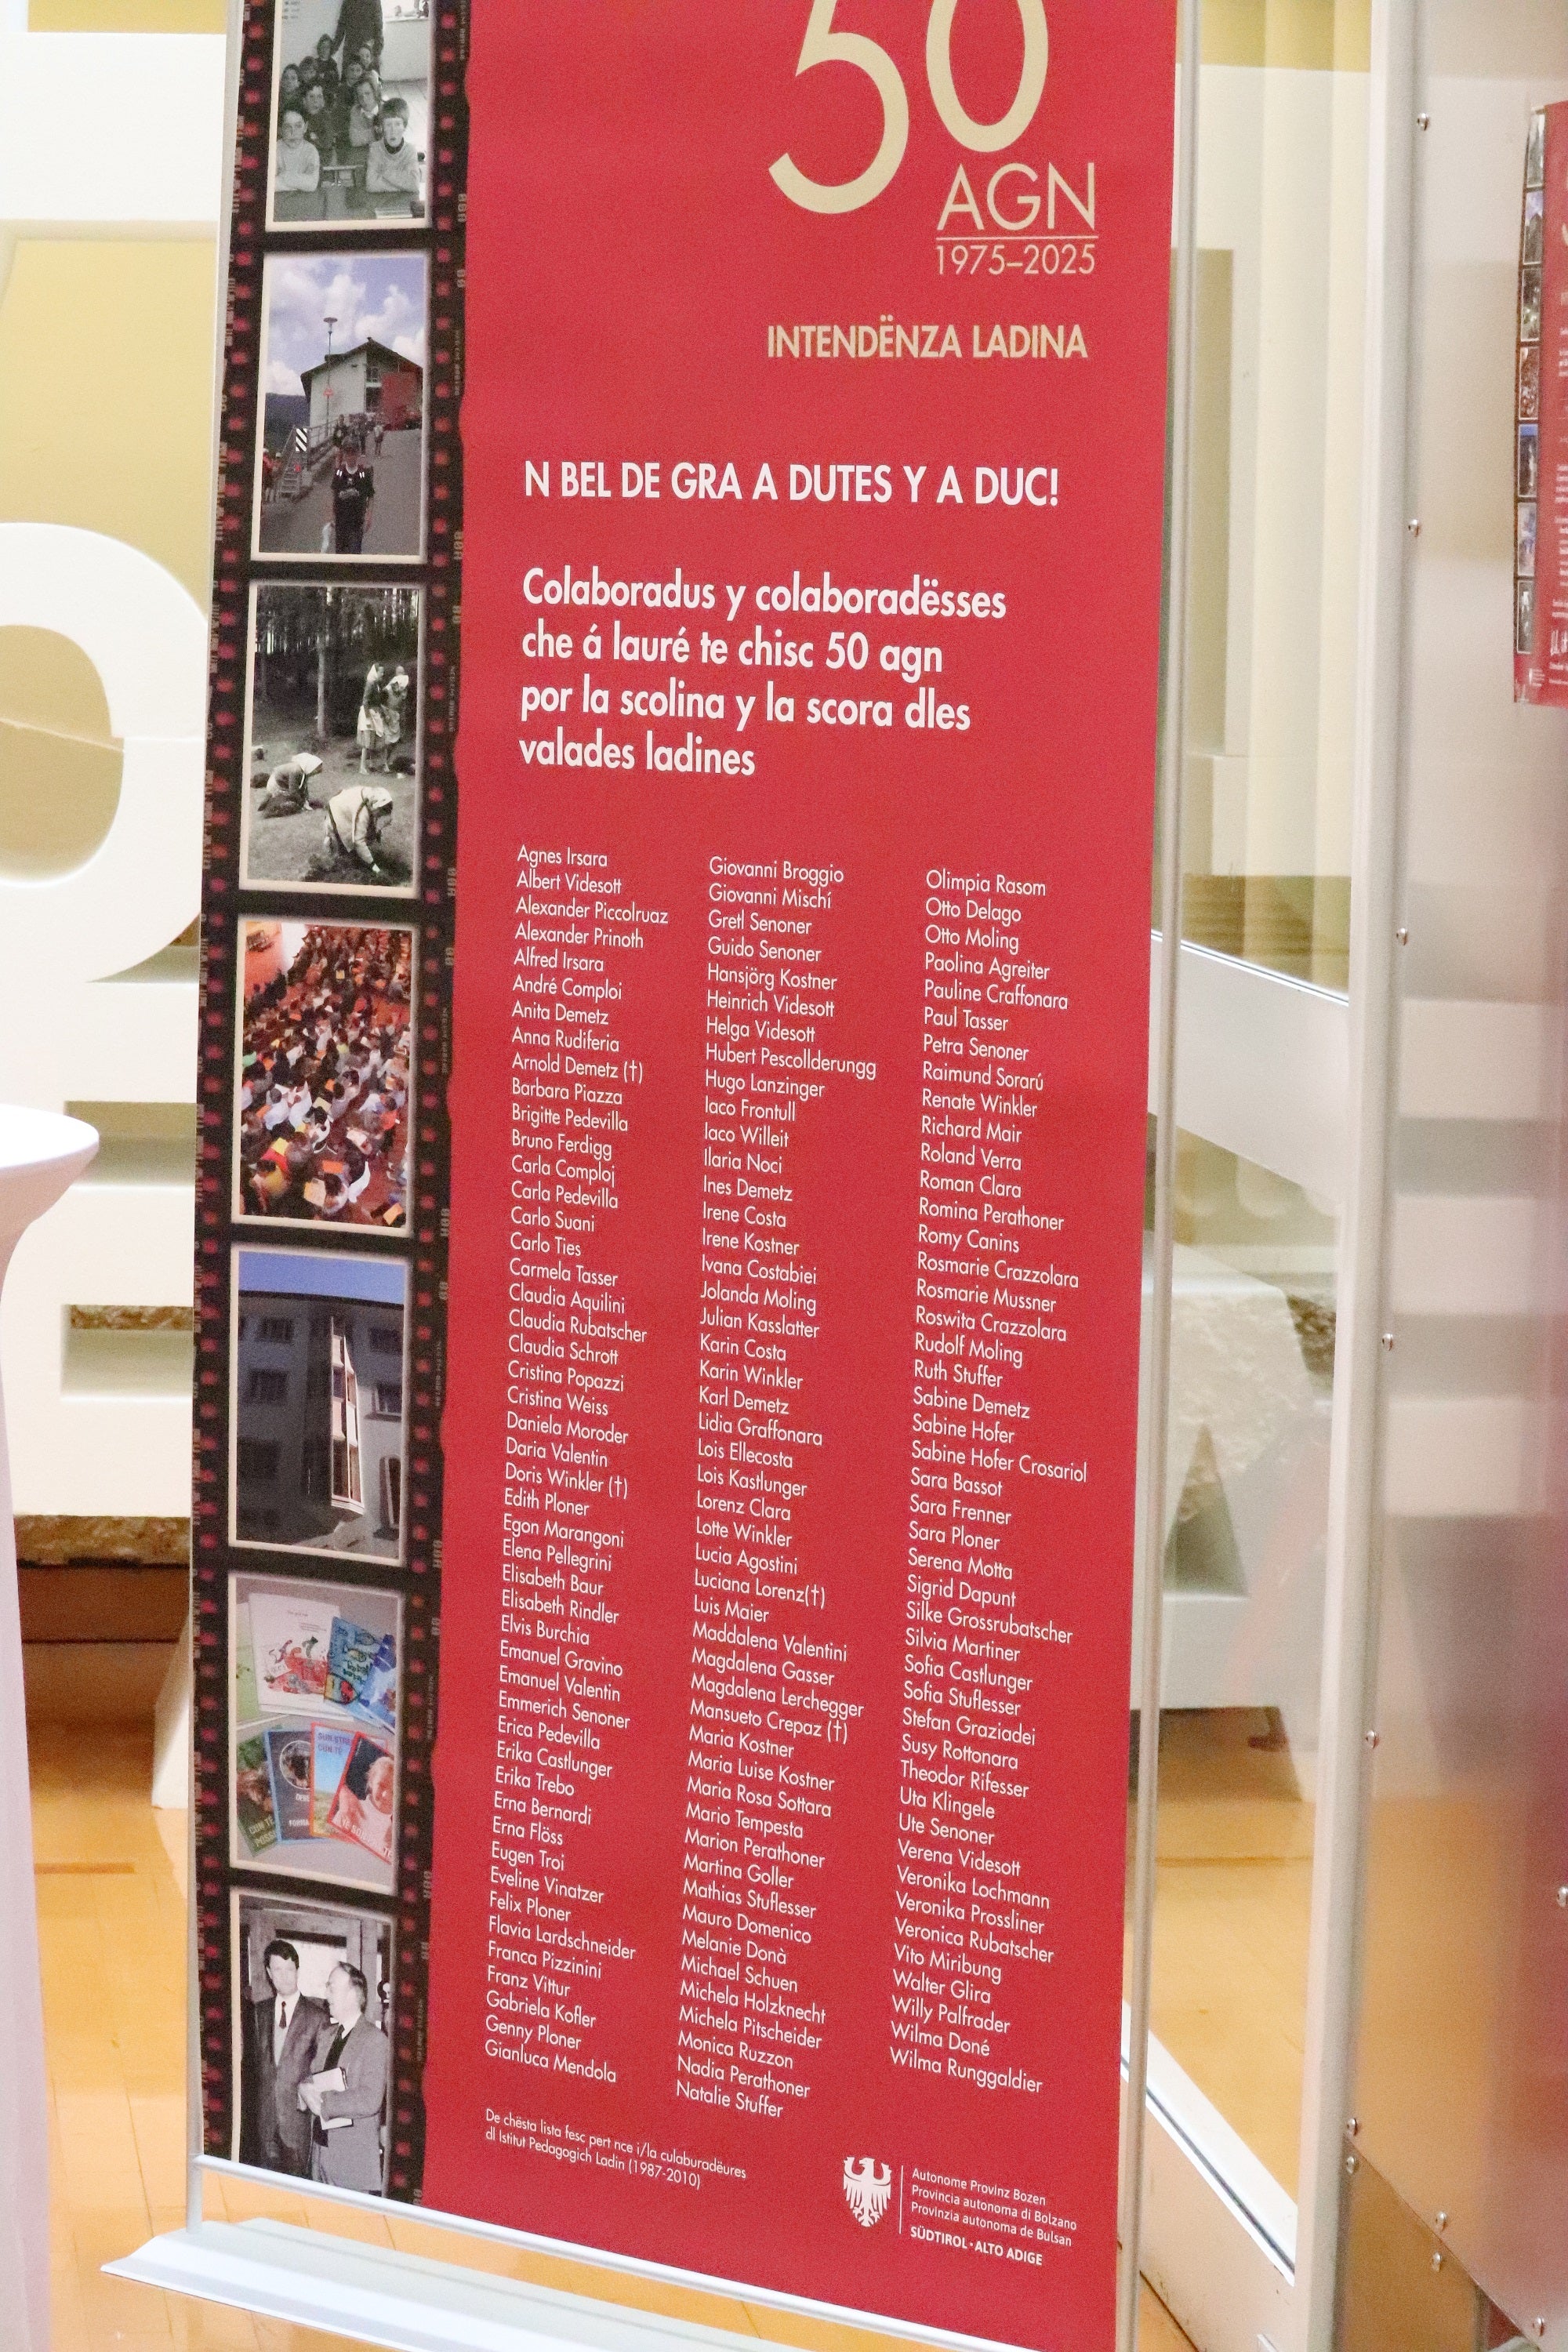 50
AGN
1975–2025
INTENDËNZA LADINA
N BEL DE GRA A DUTES Y A DUC!
Colaboradus y colaboradësses
che á lauré te chisc 50 agn
por la scolina y la scora dles
valades ladines
Agnes Irsara
Albert Videsott
Alexander Piccolruaz
Alexander Prinoth
Alfred Irsara
André Comploi
Anita Demetz
Anna Rudiferia
Arnold Demetz (†)
Barbara Piazza
Brigitte Pedevilla
Bruno Ferdigg
Carla Comploj
Carla Pedevilla
Carlo Suani
Carlo Ties
Carmela Tasser
Claudia Aquilini
Claudia Rubatscher
Claudia Schrott
Cristina Popazzi
Cristina Weiss
Daniela Moroder
Daria Valentin
Doris Winkler (†)
Edith Ploner
Egon Marangoni
Elena Pellegrini
Elisabeth Baur
Elisabeth Rindler
Elvis Burchia
Emanuel Gravino
Emanuel Valentin
Emmerich Senoner
Erica Pedevilla
Erika Castlunger
Erika Trebo
Erna Bernardi
Erna Flöss
Eugen Troi
Eveline Vinatzer
Felix Ploner
Flavia Lardschneider
Franca Pizzinini
Franz Vittur
Gabriela Kofler
Genny Ploner
Gianluca Mendola
Giovanni Broggio
Giovanni Mischí
Gretl Senoner
Guido Senoner
Hansjörg Kostner
Heinrich Videsott
Helga Videsott
Hubert Pescollderungg
Hugo Lanzinger
Iaco Frontull
Iaco Willeit
Ilaria Noci
Ines Demetz
Irene Costa
Irene Kostner
Ivana Costabiei
Jolanda Moling
Julian Kasslatter
Karin Costa
Karin Winkler
Karl Demetz
Lidia Graffonara
Lois Ellecosta
Lois Kastlunger
Lorenz Clara
Lotte Winkler
Lucia Agostini
Luciana Lorenz(†)
Luis Maier
Maddalena Valentini
Magdalena Gasser
Magdalena Lerchegger
Mansueto Crepaz (†)
Maria Kostner
Maria Luise Kostner
Maria Rosa Sottara
Mario Tempesta
Marion Perathoner
Martina Goller
Mathias Stuflesser
Mauro Domenico
Melanie Donà
Michael Schuen
Michela Holzknecht
Michela Pitscheider
Monica Ruzzon
Nadia Perathoner
Natalie Stuffer
Olimpia Rasom
Otto Delago
Otto Moling
Paolina Agreiter
Pauline Craffonara
Paul Tasser
Petra Senoner
Raimund Sorarú
Renate Winkler
Richard Mair
Roland Verra
Roman Clara
Romina Perathoner
Romy Canins
Rosmarie Crazzolara
Rosmarie Mussner
Roswita Crazzolara
Rudolf Moling
Ruth Stuffer
Sabine Demetz
Sabine Hofer
Sabine Hofer Crosariol
Sara Bassot
Sara Frenner
Sara Ploner
Serena Motta
Sigrid Dapunt
Silke Grossrubatscher
Silvia Martiner
Sofia Castlunger
Sofia Stuflesser
Stefan Graziadei
Susy Rottonara
Theodor Rifesser
Uta Klingele
Ute Senoner
Verena Videsott
Veronika Lochmann
Veronika Prossliner
Veronica Rubatscher
Vito Miribung
Walter Glira
Willy Palfrader
Wilma Doné
Wilma Runggaldier
De chësta lista fesc pert nce i/la culaburadëures
dl Istitut Pedagogich Ladin (1987-2010)
Autonome Provinz Bozen
Provincia autonoma di Bolzano
Provinzia autonoma de Bulsan
SÜDTIROL · ALTO ADIGE